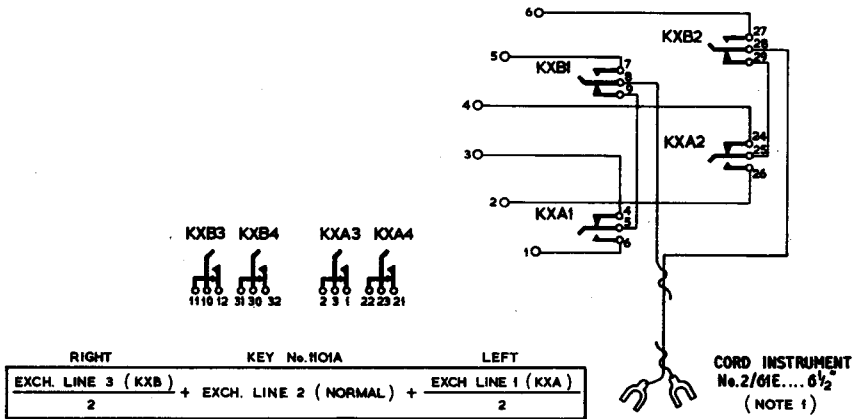 6
KXB2
27
28
29
5
KXB1
7
8
9
4
KXA2
24
25
26
3
2
KXA1
4
5
6
1
KXB3 KXB4 KXA3 KXA4
11 10 12 31 30 32 2 3 1 22 23 21
RIGHT KEY No.1101A LEFT
EXCH. LINE 3 (KXB) / 2 + EXCH. LINE 2 (NORMAL) + EXCH LINE 1 (KXA) / 2
CORD INSTRUMENT
No.2/61E.... 6½"
(NOTE 1)